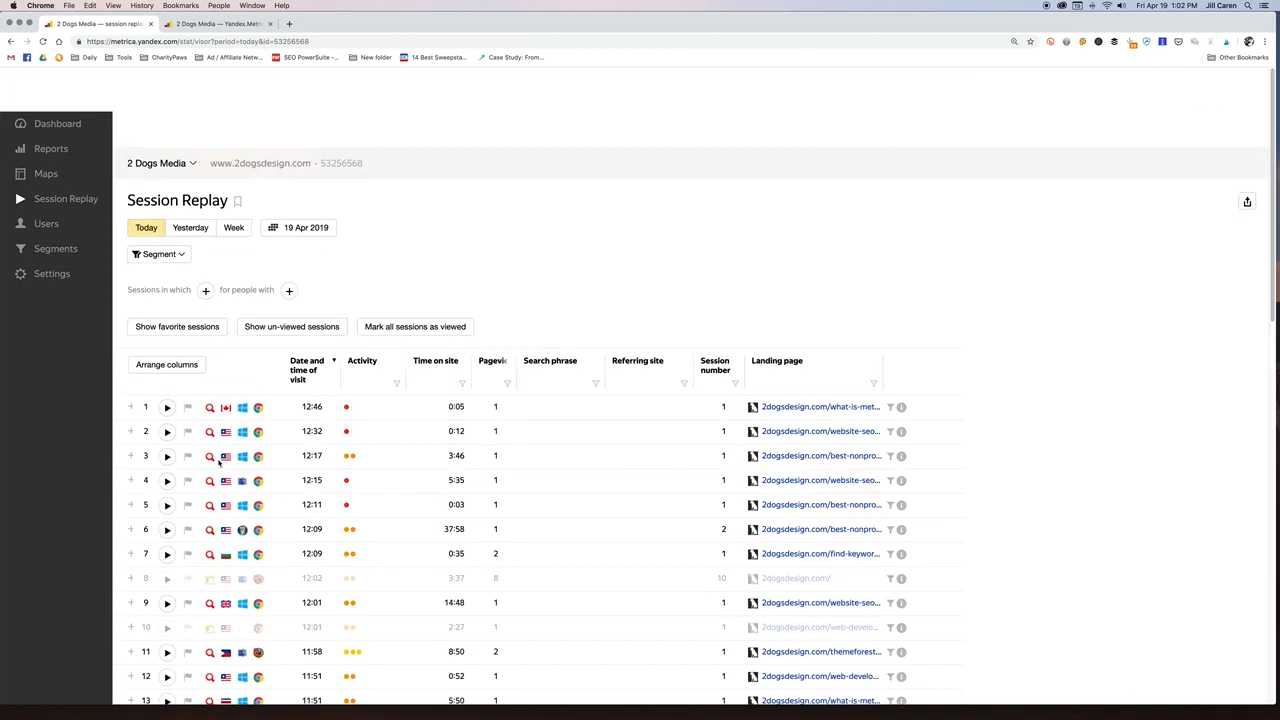 Chrome File Edit View History Bookmarks People Window Help Fri Apr 19 1:02 PM Jill Caren
2 Dogs Media — session replay 2 Dogs Media — Yandex.Metri
https://metrica.yandex.com/stat/visor?period=today&id=53256568
Daily Tools CharityPaws Ad / Affiliate Netw... SEO PowerSuite -... New folder 14 Best Sweepsta... Case Study: From... Other Bookmarks
Dashboard
Reports
Maps
Session Replay
Users
Segments
Settings
2 Dogs Media www.2dogsdesign.com - 53256568
Session Replay
Today Yesterday Week 19 Apr 2019
Segment
Sessions in which + for people with +
Show favorite sessions Show un-viewed sessions Mark all sessions as viewed
Arrange columns Date and time of visit Activity Time on site Pagevi Search phrase Referring site Session number Landing page
+ 1 12:46 0:05 1 1 2dogsdesign.com/what-is-met...
+ 2 12:32 0:12 1 1 2dogsdesign.com/website-seo...
+ 3 12:17 3:46 1 1 2dogsdesign.com/best-nonpro...
+ 4 12:15 5:35 1 1 2dogsdesign.com/website-seo...
+ 5 12:11 0:03 1 1 2dogsdesign.com/best-nonpro...
+ 6 12:09 37:58 1 2 2dogsdesign.com/best-nonpro...
+ 7 12:09 0:35 2 1 2dogsdesign.com/find-keywor...
+ 8 12:02 3:37 8 10 2dogsdesign.com/
+ 9 12:01 14:48 1 1 2dogsdesign.com/website-seo...
+ 10 12:01 2:27 1 1 2dogsdesign.com/web-develo...
+ 11 11:58 8:50 2 1 2dogsdesign.com/themeforest...
+ 12 11:51 0:52 1 1 2dogsdesign.com/web-develo...
+ 13 11:51 5:50 1 1 2dogsdesign.com/what-is-met...